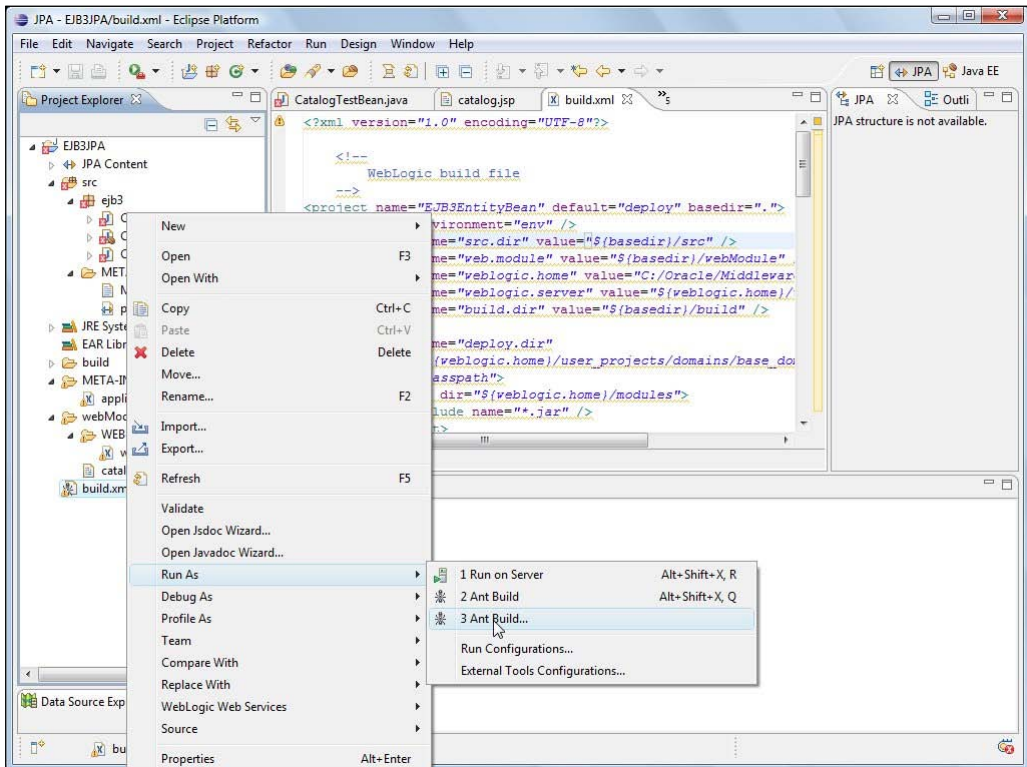 JPA - EJB3JPA/build.xml - Eclipse Platform
File Edit Navigate Search Project Refactor Run Design Window Help
JPA Java EE
Project Explorer
EJB3JPA
JPA Content
src
ejb3
C
C
C
MET
M
p
JRE Syste
EAR Libr
build
META-IN
appli
webMod
WEB
w
catal
build.xm
CatalogTestBean.java catalog.jsp build.xml »5
<?xml version="1.0" encoding="UTF-8"?>
<!--
WebLogic build file
-->
<project name="EJB3EntityBean" default="deploy" basedir=".">
vironment="env" />
me="src.dir" value="${basedir}/src" />
me="web.module" value="${basedir}/webModule"
me="weblogic.home" value="C:/Oracle/Middlewar
me="weblogic.server" value="${weblogic.home}/
me="build.dir" value="${basedir}/build" />
me="deploy.dir"
{weblogic.home}/user_projects/domains/base_do
asspath">
dir="${weblogic.home}/modules">
lude name="*.jar" />
JPA Outli
JPA structure is not available.
New
Open F3
Open With
Copy Ctrl+C
Paste Ctrl+V
Delete Delete
Move...
Rename... F2
Import...
Export...
Refresh F5
Validate
Open Jsdoc Wizard...
Open Javadoc Wizard...
Run As
Debug As
Profile As
Team
Compare With
Replace With
WebLogic Web Services
Source
Properties Alt+Enter
1 Run on Server Alt+Shift+X, R
2 Ant Build Alt+Shift+X, Q
3 Ant Build...
Run Configurations...
External Tools Configurations...
Data Source Exp
bu